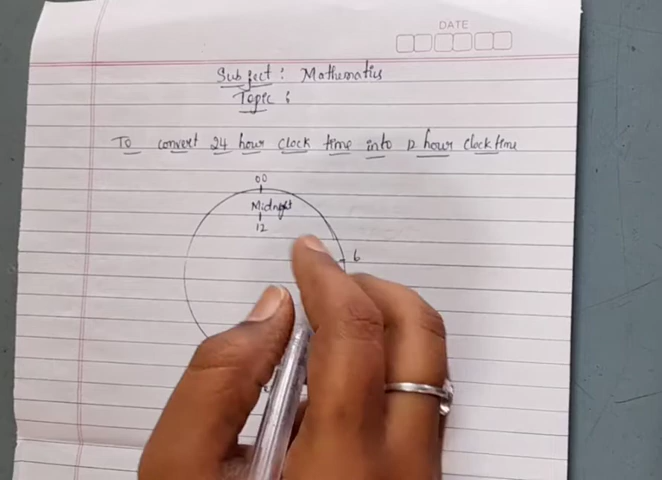 DATE
Subject : Mathematics
Topic :
To convert 24 hour clock time into 12 hour clock time
00
Midnight
12
6